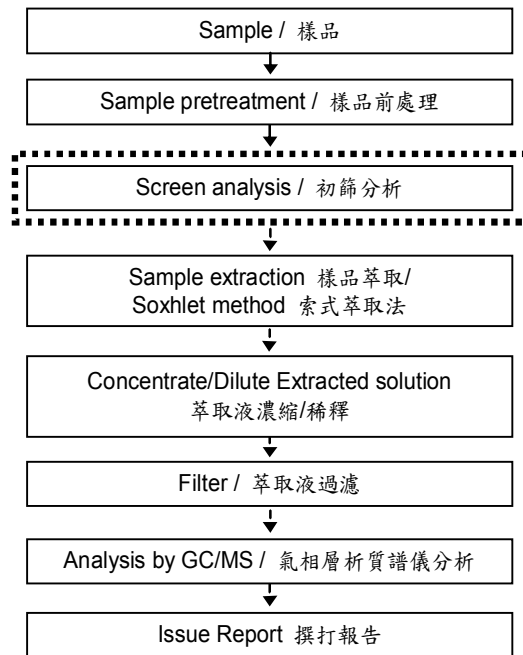 Sample / 樣品
Sample pretreatment / 樣品前處理
Screen analysis / 初篩分析
Sample extraction 樣品萃取/
Soxhlet method 索式萃取法
Concentrate/Dilute Extracted solution
萃取液濃縮/稀釋
Filter / 萃取液過濾
Analysis by GC/MS / 氣相層析質譜儀分析
Issue Report 撰打報告